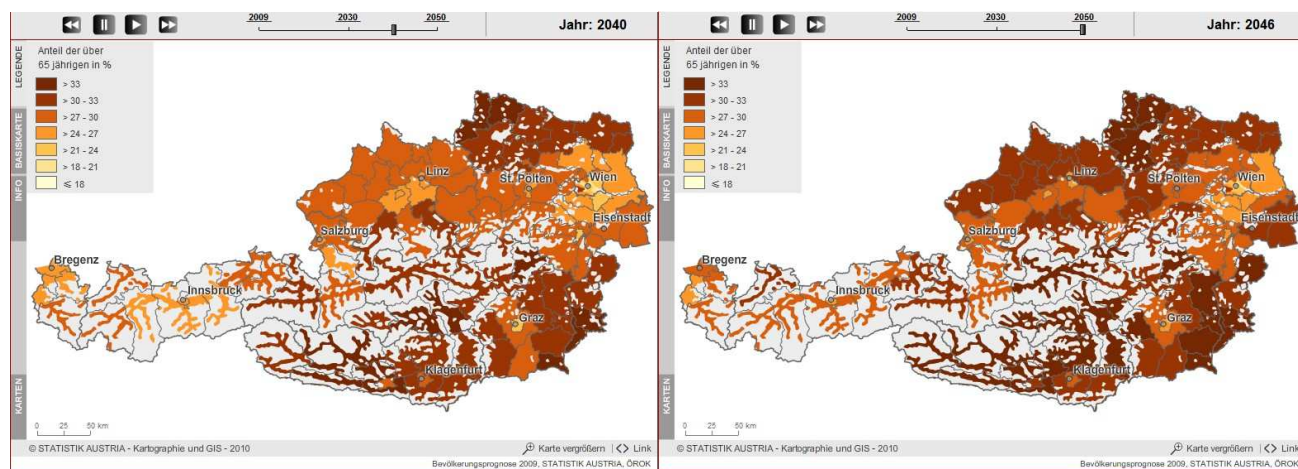 2009 2030 2050
Jahr: 2040
LEGENDE
BASISKARTE
INFO
KARTEN
Anteil der über
65 jährigen in %
> 33
> 30 - 33
> 27 - 30
> 24 - 27
> 21 - 24
> 18 - 21
≤ 18
Linz
St. Pölten
Wien
Eisenstadt
Salzburg
Bregenz
Innsbruck
Graz
Klagenfurt
0 25 50 km
© STATISTIK AUSTRIA - Kartographie und GIS - 2010
Karte vergrößern | <> Link
Bevölkerungsprognose 2009, STATISTIK AUSTRIA, ÖROK
2009 2030 2050
Jahr: 2046
LEGENDE
BASISKARTE
INFO
KARTEN
Anteil der über
65 jährigen in %
> 33
> 30 - 33
> 27 - 30
> 24 - 27
> 21 - 24
> 18 - 21
≤ 18
Linz
St. Pölten
Wien
Eisenstadt
Salzburg
Bregenz
Innsbruck
Graz
Klagenfurt
0 25 50 km
© STATISTIK AUSTRIA - Kartographie und GIS - 2010
Karte vergrößern | <> Link
Bevölkerungsprognose 2009, STATISTIK AUSTRIA, ÖROK